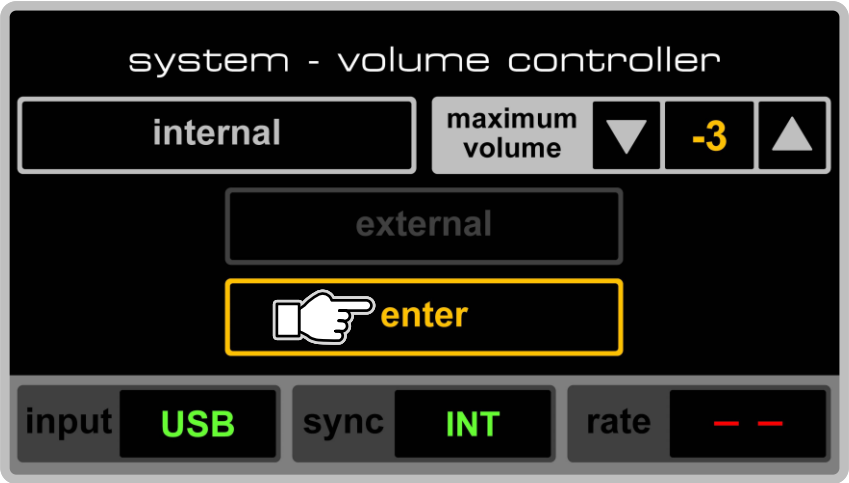 system - volume controller
internal
maximum
volume
-3
external
enter
input USB sync INT rate – –